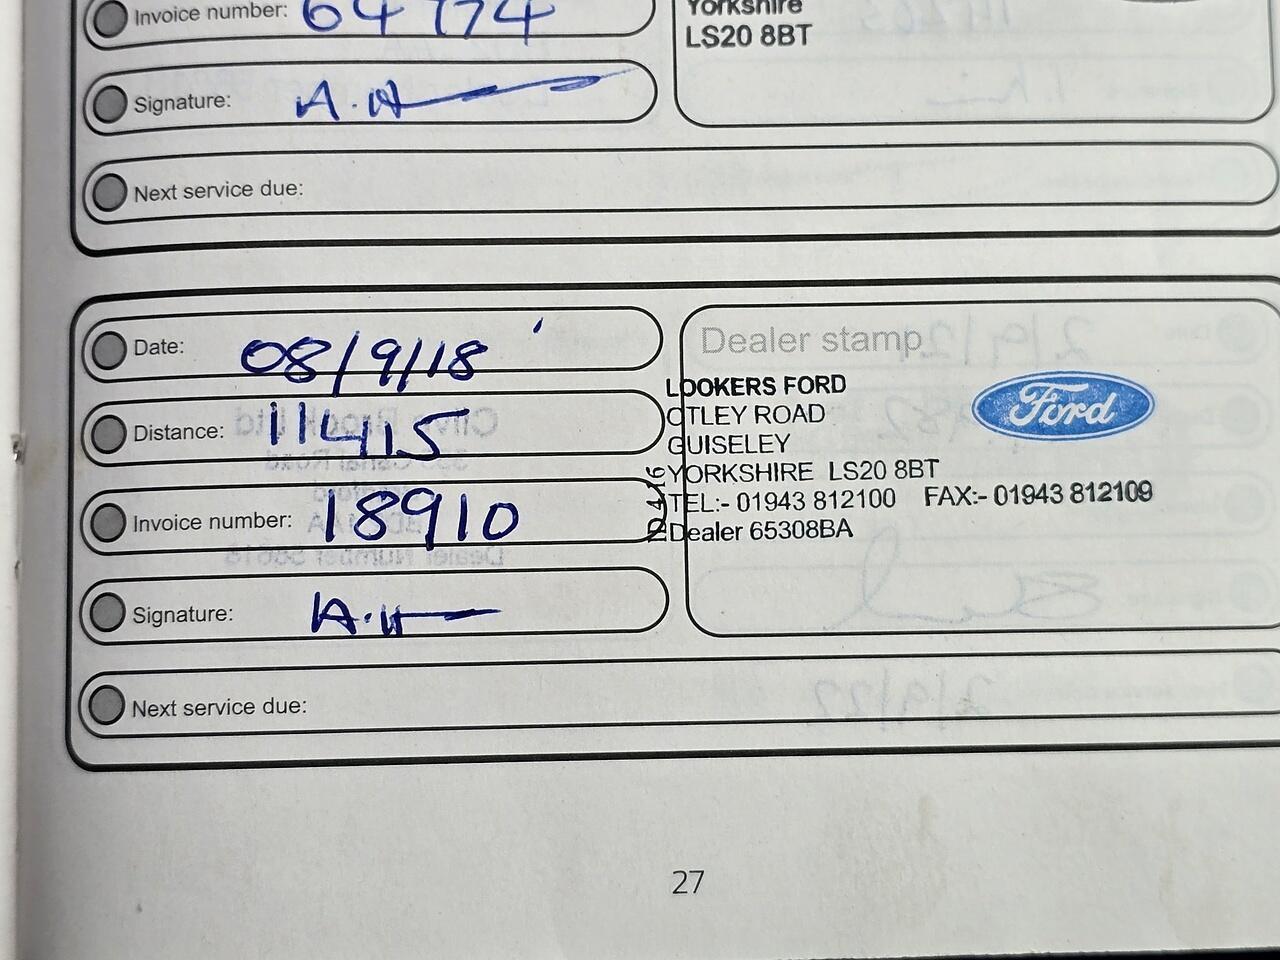 Invoice number: 64774
Yorkshire
LS20 8BT
Signature: A.H
Next service due:
Date: 08/9/18
Dealer stamp
Distance: 11415
Invoice number: 18910
Signature: A.H
LOOKERS FORD
OTLEY ROAD
GUISELEY
YORKSHIRE LS20 8BT
TEL:- 01943 812100 FAX:- 01943 812109
Dealer 65308BA
Ford
Next service due:
27